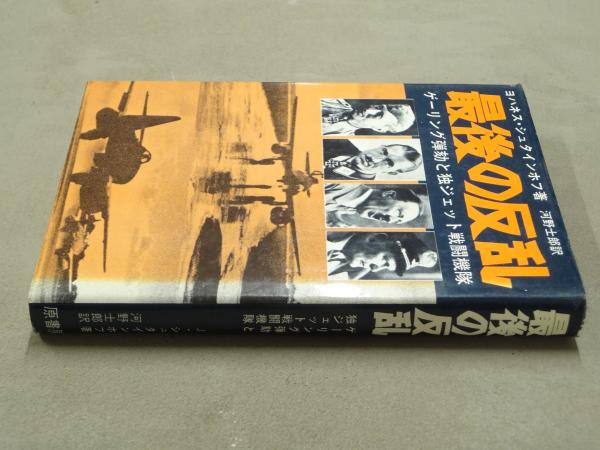 ヨハネス・シュタインホフ著 河野士郎訳
最後の反乱
ゲーリング弾劾と独ジェット戦闘機隊
最後の反乱
ゲーリング弾劾と
独ジェット戦闘機隊
J・シュタインホフ著
河野士郎訳
原書房